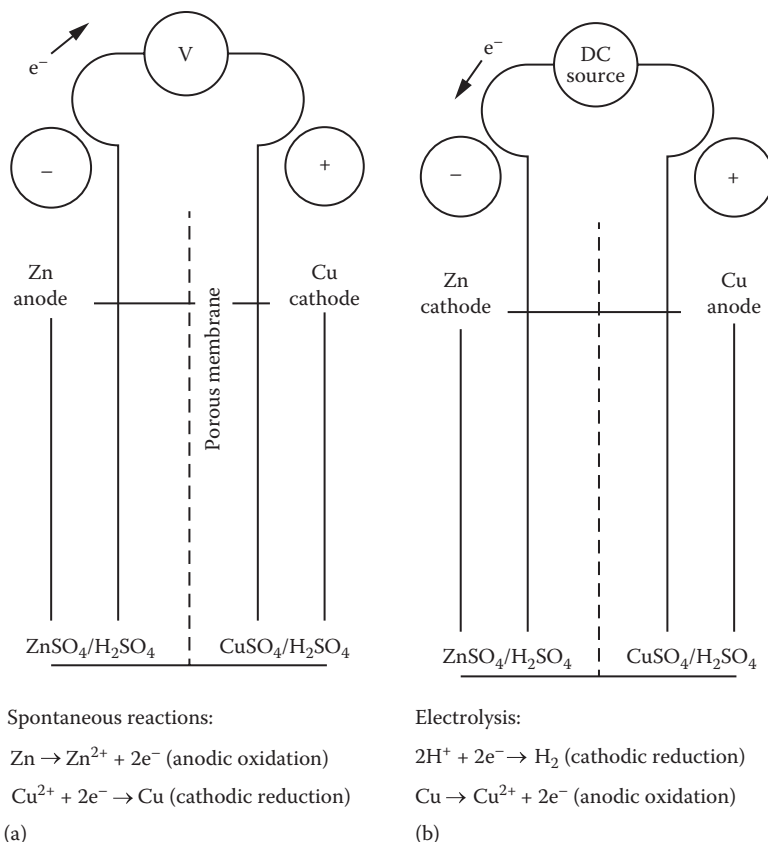 e⁻
V
−
+
Zn
anode
Cu
cathode
Porous membrane
ZnSO₄/H₂SO₄
CuSO₄/H₂SO₄
Spontaneous reactions:
Zn → Zn²⁺ + 2e⁻ (anodic oxidation)
Cu²⁺ + 2e⁻ → Cu (cathodic reduction)
(a)
e⁻
DC
source
−
+
Zn
cathode
Cu
anode
ZnSO₄/H₂SO₄
CuSO₄/H₂SO₄
Electrolysis:
2H⁺ + 2e⁻ → H₂ (cathodic reduction)
Cu → Cu²⁺ + 2e⁻ (anodic oxidation)
(b)